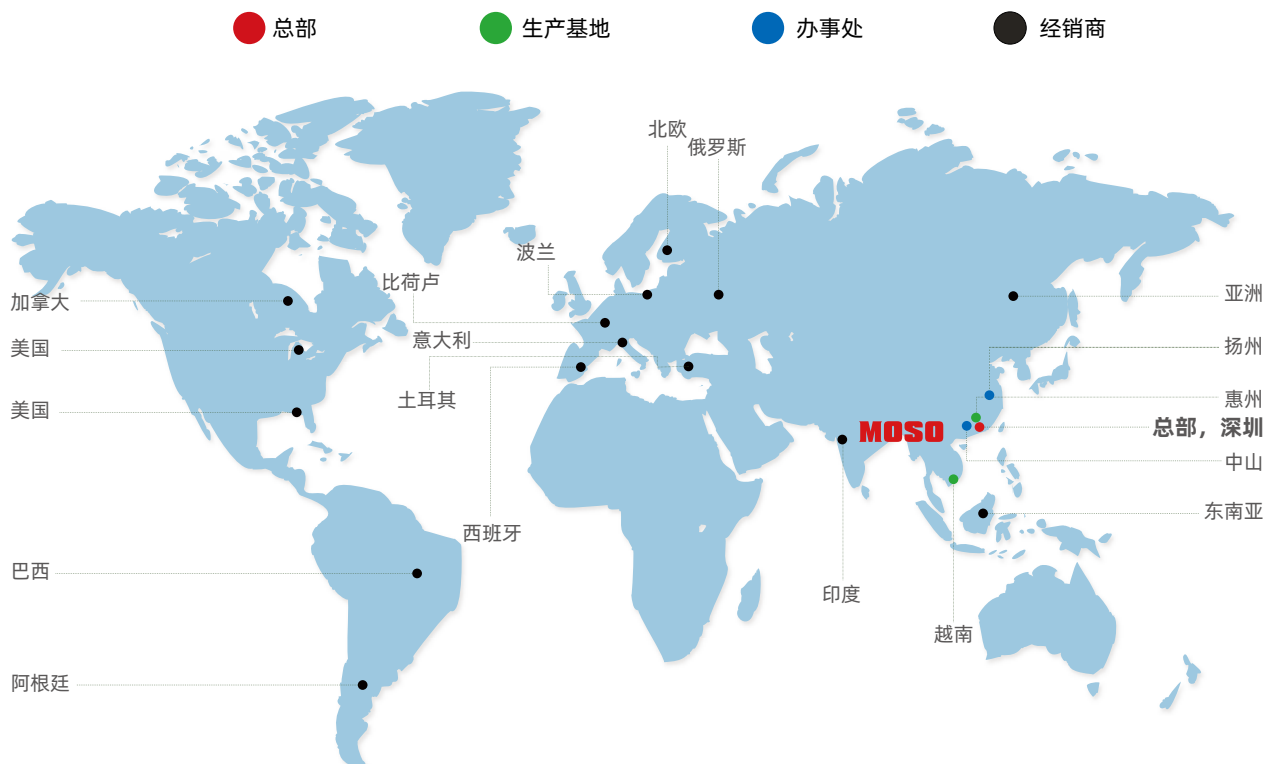 总部
生产基地
办事处
经销商
北欧
俄罗斯
波兰
比荷卢
加拿大
亚洲
意大利
美国
扬州
土耳其
惠州
美国
总部，深圳
MOSO
中山
东南亚
西班牙
巴西
印度
越南
阿根廷